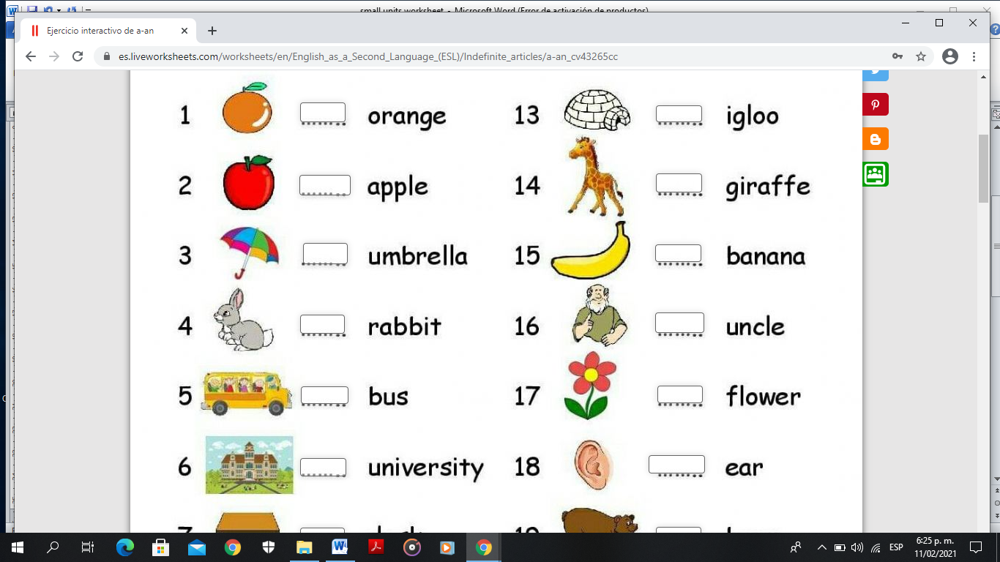 small units worksheet - Microsoft Word (Error de activación de productos)
Ejercicio interactivo de a-an
es.liveworksheets.com/worksheets/en/English_as_a_Second_Language_(ESL)/Indefinite_articles/a-an_cv43265cc
1 orange 13 igloo
2 apple 14 giraffe
3 umbrella 15 banana
4 rabbit 16 uncle
5 bus 17 flower
6 university 18 ear
ESP
6:25 p. m.
11/02/2021